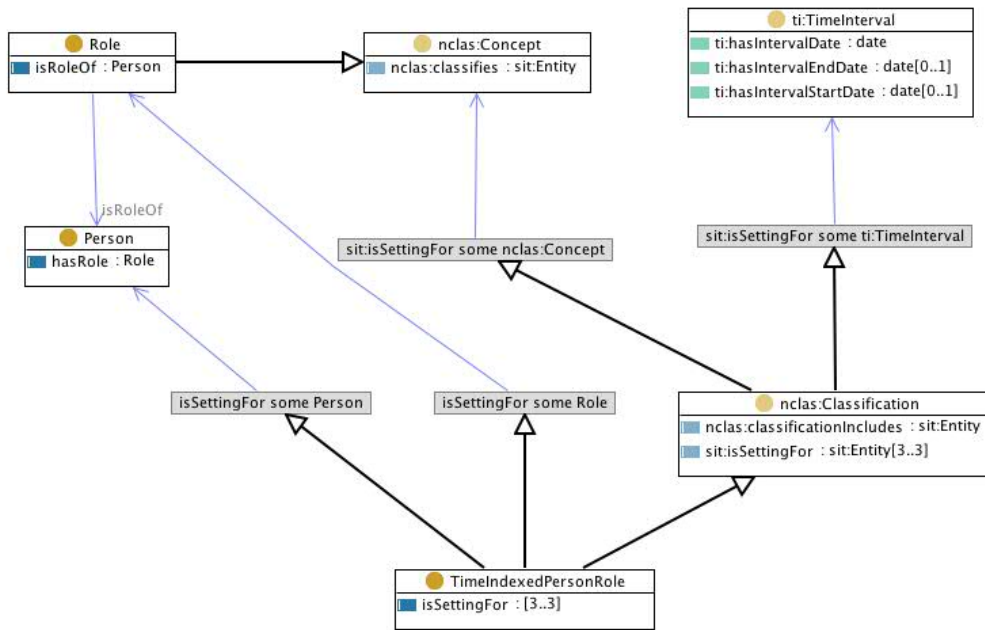 Role
isRoleOf : Person
nclas:Concept
nclas:classifies : sit:Entity
ti:TimeInterval
ti:hasIntervalDate : date
ti:hasIntervalEndDate : date[0..1]
ti:hasIntervalStartDate : date[0..1]
isRoleOf
Person
hasRole : Role
sit:isSettingFor some nclas:Concept
sit:isSettingFor some ti:TimeInterval
isSettingFor some Person
isSettingFor some Role
nclas:Classification
nclas:classificationIncludes : sit:Entity
sit:isSettingFor : sit:Entity[3..3]
TimeIndexedPersonRole
isSettingFor : [3..3]